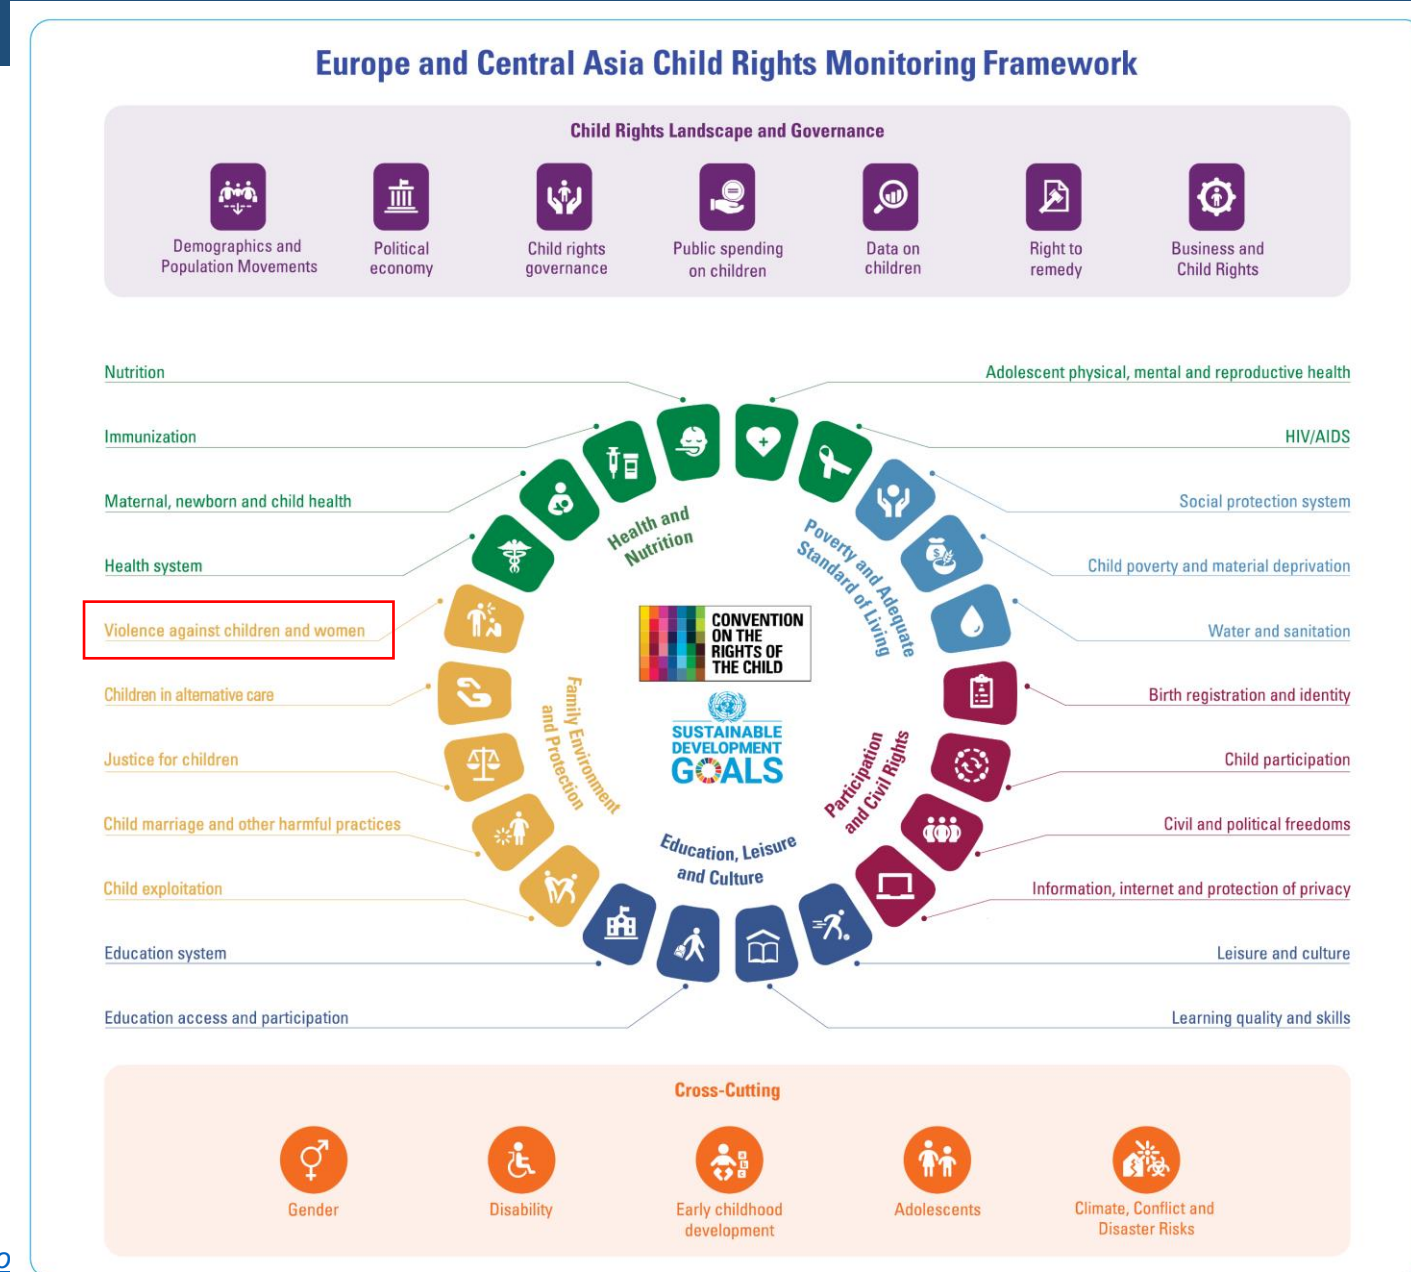 Europe and Central Asia Child Rights Monitoring Framework
Child Rights Landscape and Governance
Demographics and
Population Movements
Political
economy
Child rights
governance
Public spending
on children
Data on
children
Right to
remedy
Business and
Child Rights
Nutrition
Immunization
Maternal, newborn and child health
Health system
Violence against children and women
Children in alternative care
Justice for children
Child marriage and other harmful practices
Child exploitation
Education system
Education access and participation
Adolescent physical, mental and reproductive health
HIV/AIDS
Social protection system
Child poverty and material deprivation
Water and sanitation
Birth registration and identity
Child participation
Civil and political freedoms
Information, internet and protection of privacy
Leisure and culture
Learning quality and skills
Health and
Nutrition
Poverty and Adequate
Standard of Living
Family Environment
and Protection
Participation
and Civil Rights
Education, Leisure
and Culture
CONVENTION
ON THE
RIGHTS OF
THE CHILD
SUSTAINABLE
DEVELOPMENT
GOALS
Cross-Cutting
Gender
Disability
Early childhood
development
Adolescents
Climate, Conflict and
Disaster Risks